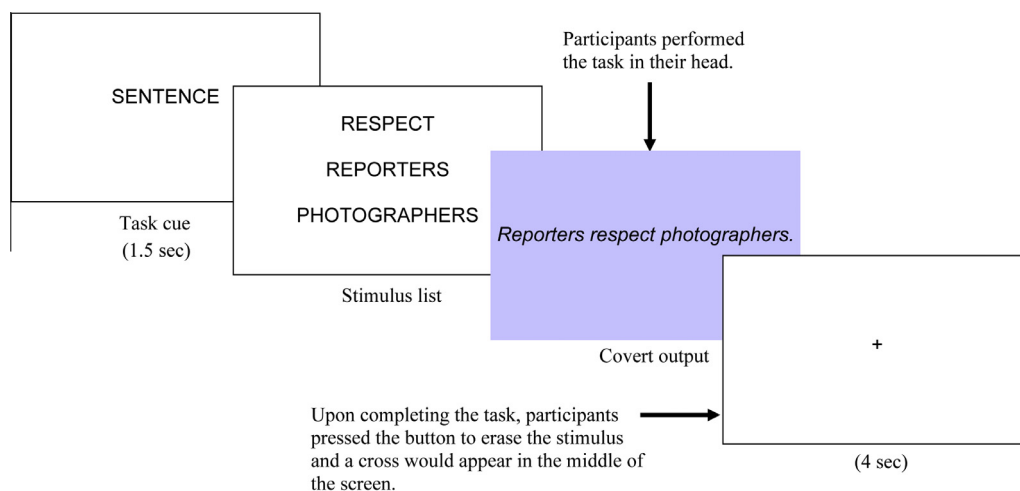 SENTENCE
Task cue
(1.5 sec)
RESPECT
REPORTERS
PHOTOGRAPHERS
Stimulus list
Participants performed
the task in their head.
Reporters respect photographers.
Covert output
+
(4 sec)
Upon completing the task, participants
pressed the button to erase the stimulus
and a cross would appear in the middle of
the screen.